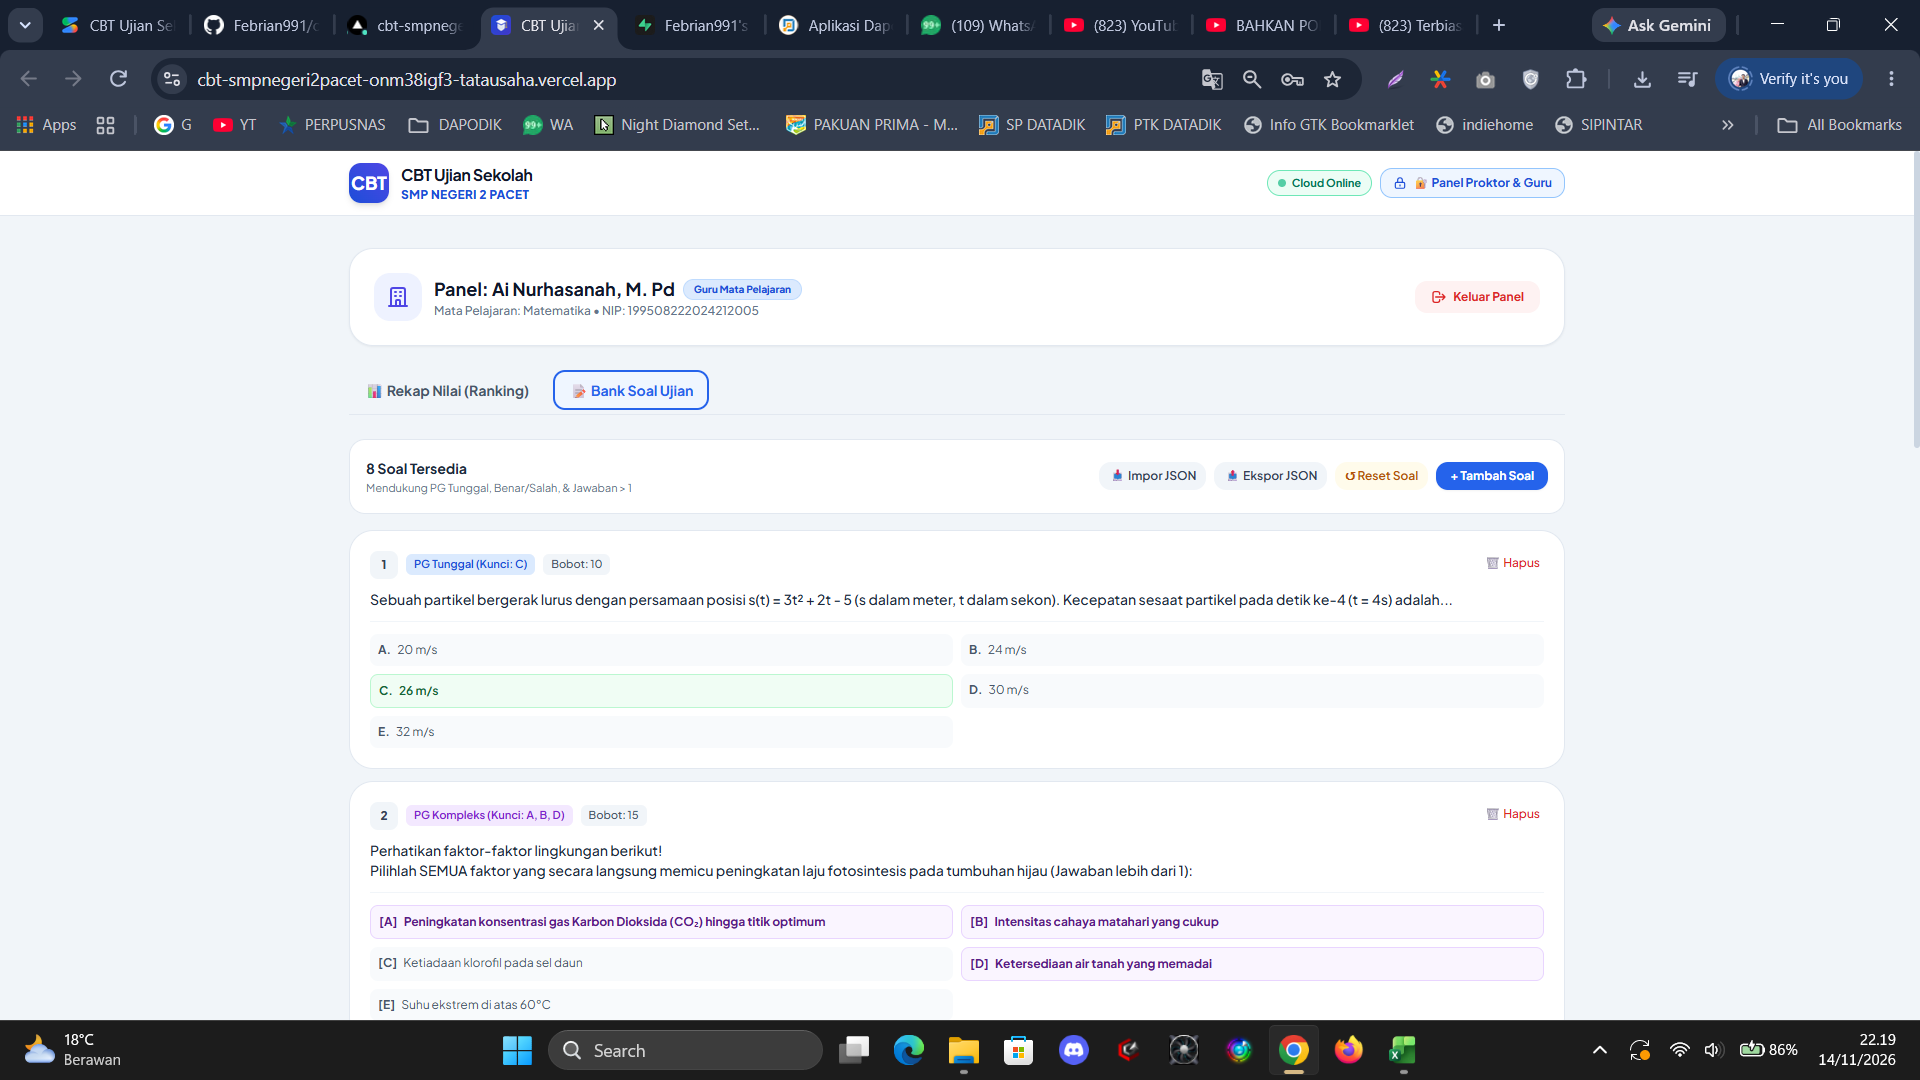 CBT Ujian Se
Febrian991/c
cbt-smpnege
CBT Ujia
Febrian991's
Aplikasi Dap
(109) Whats
(823) YouTu
BAHKAN PO
(823) Terbias
Ask Gemini
cbt-smpnegeri2pacet-onm38igf3-tatausaha.vercel.app
Verify it's you
Apps
G
YT
PERPUSNAS
DAPODIK
WA
Night Diamond Set...
PAKUAN PRIMA - M...
SP DATADIK
PTK DATADIK
Info GTK Bookmarklet
indiehome
SIPINTAR
All Bookmarks
CBT
CBT Ujian Sekolah
SMP NEGERI 2 PACET
Cloud Online
Panel Proktor & Guru
Panel: Ai Nurhasanah, M. Pd
Guru Mata Pelajaran
Mata Pelajaran: Matematika • NIP: 199508222024212005
Keluar Panel
Rekap Nilai (Ranking)
Bank Soal Ujian
8 Soal Tersedia
Mendukung PG Tunggal, Benar/Salah, & Jawaban > 1
Impor JSON
Ekspor JSON
↺ Reset Soal
+ Tambah Soal
1
PG Tunggal (Kunci: C)
Bobot: 10
Hapus
Sebuah partikel bergerak lurus dengan persamaan posisi s(t) = 3t² + 2t - 5 (s dalam meter, t dalam sekon). Kecepatan sesaat partikel pada detik ke-4 (t = 4s) adalah...
A. 20 m/s
B. 24 m/s
C. 26 m/s
D. 30 m/s
E. 32 m/s
2
PG Kompleks (Kunci: A, B, D)
Bobot: 15
Hapus
Perhatikan faktor-faktor lingkungan berikut!
Pilihlah SEMUA faktor yang secara langsung memicu peningkatan laju fotosintesis pada tumbuhan hijau (Jawaban lebih dari 1):
[A] Peningkatan konsentrasi gas Karbon Dioksida (CO₂) hingga titik optimum
[B] Intensitas cahaya matahari yang cukup
[C] Ketiadaan klorofil pada sel daun
[D] Ketersediaan air tanah yang memadai
[E] Suhu ekstrem di atas 60°C
18°C
Berawan
Search
86%
22.19
14/11/2026